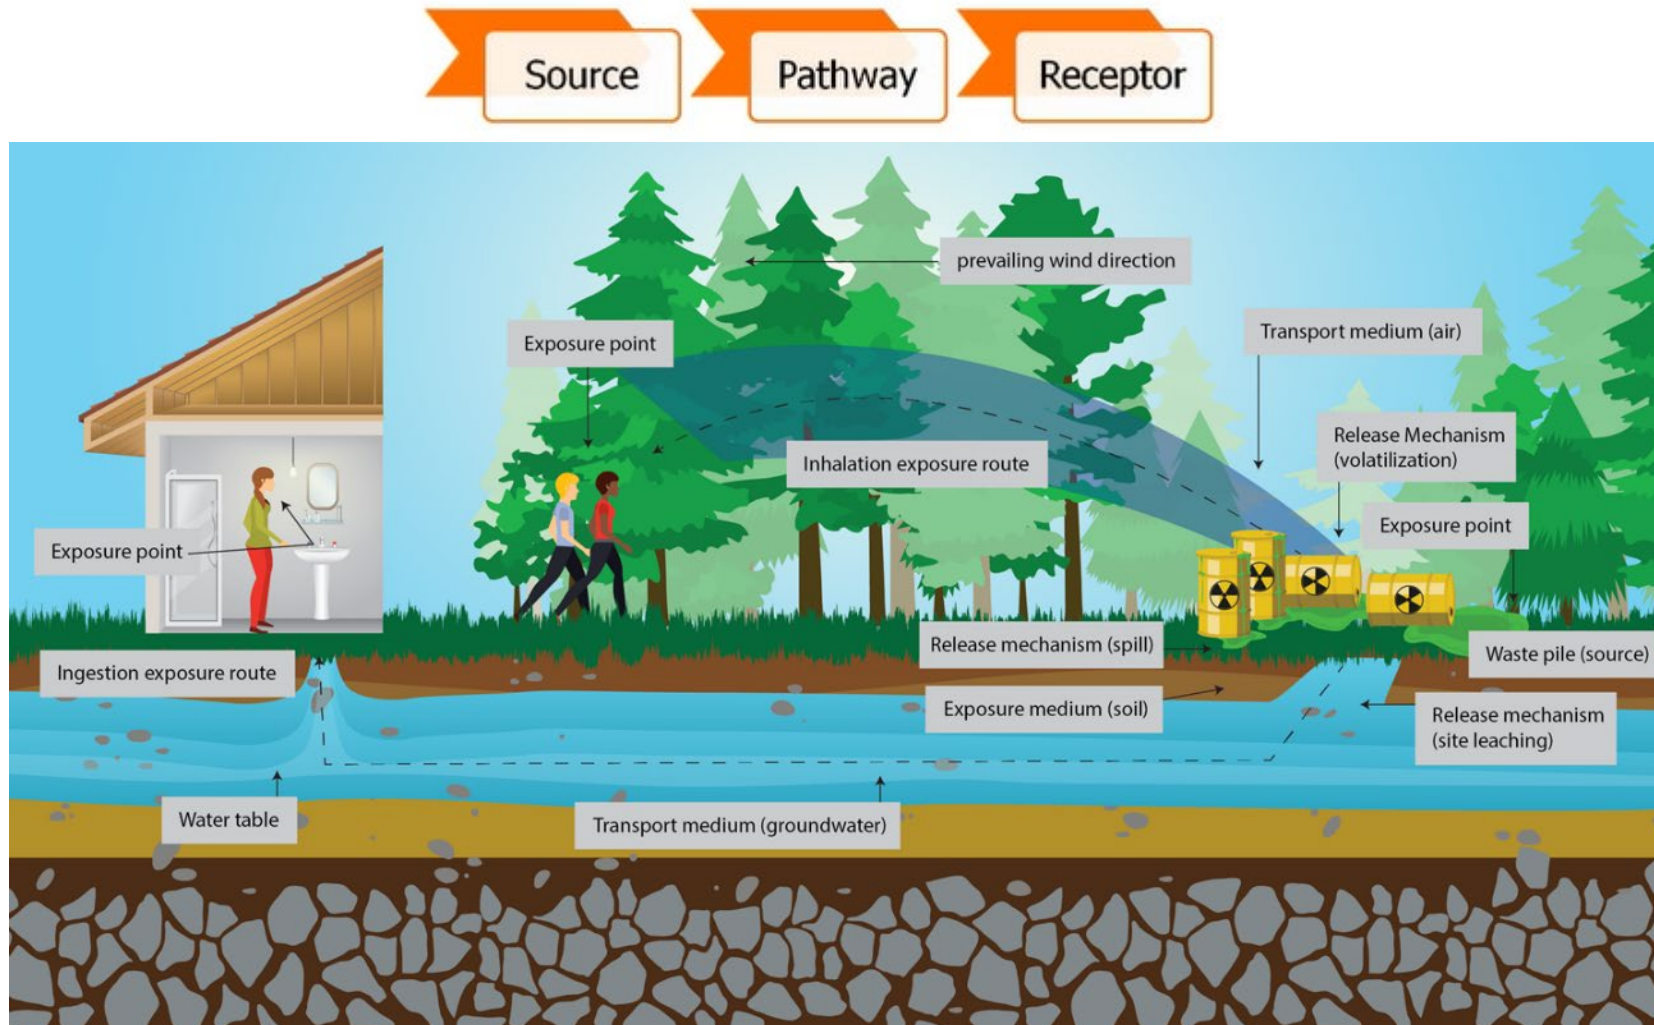 Source
Pathway
Receptor
prevailing wind direction
Exposure point
Transport medium (air)
Release Mechanism
(volatilization)
Inhalation exposure route
Exposure point
Exposure point
Release mechanism (spill)
Waste pile (source)
Ingestion exposure route
Exposure medium (soil)
Release mechanism
(site leaching)
Water table
Transport medium (groundwater)